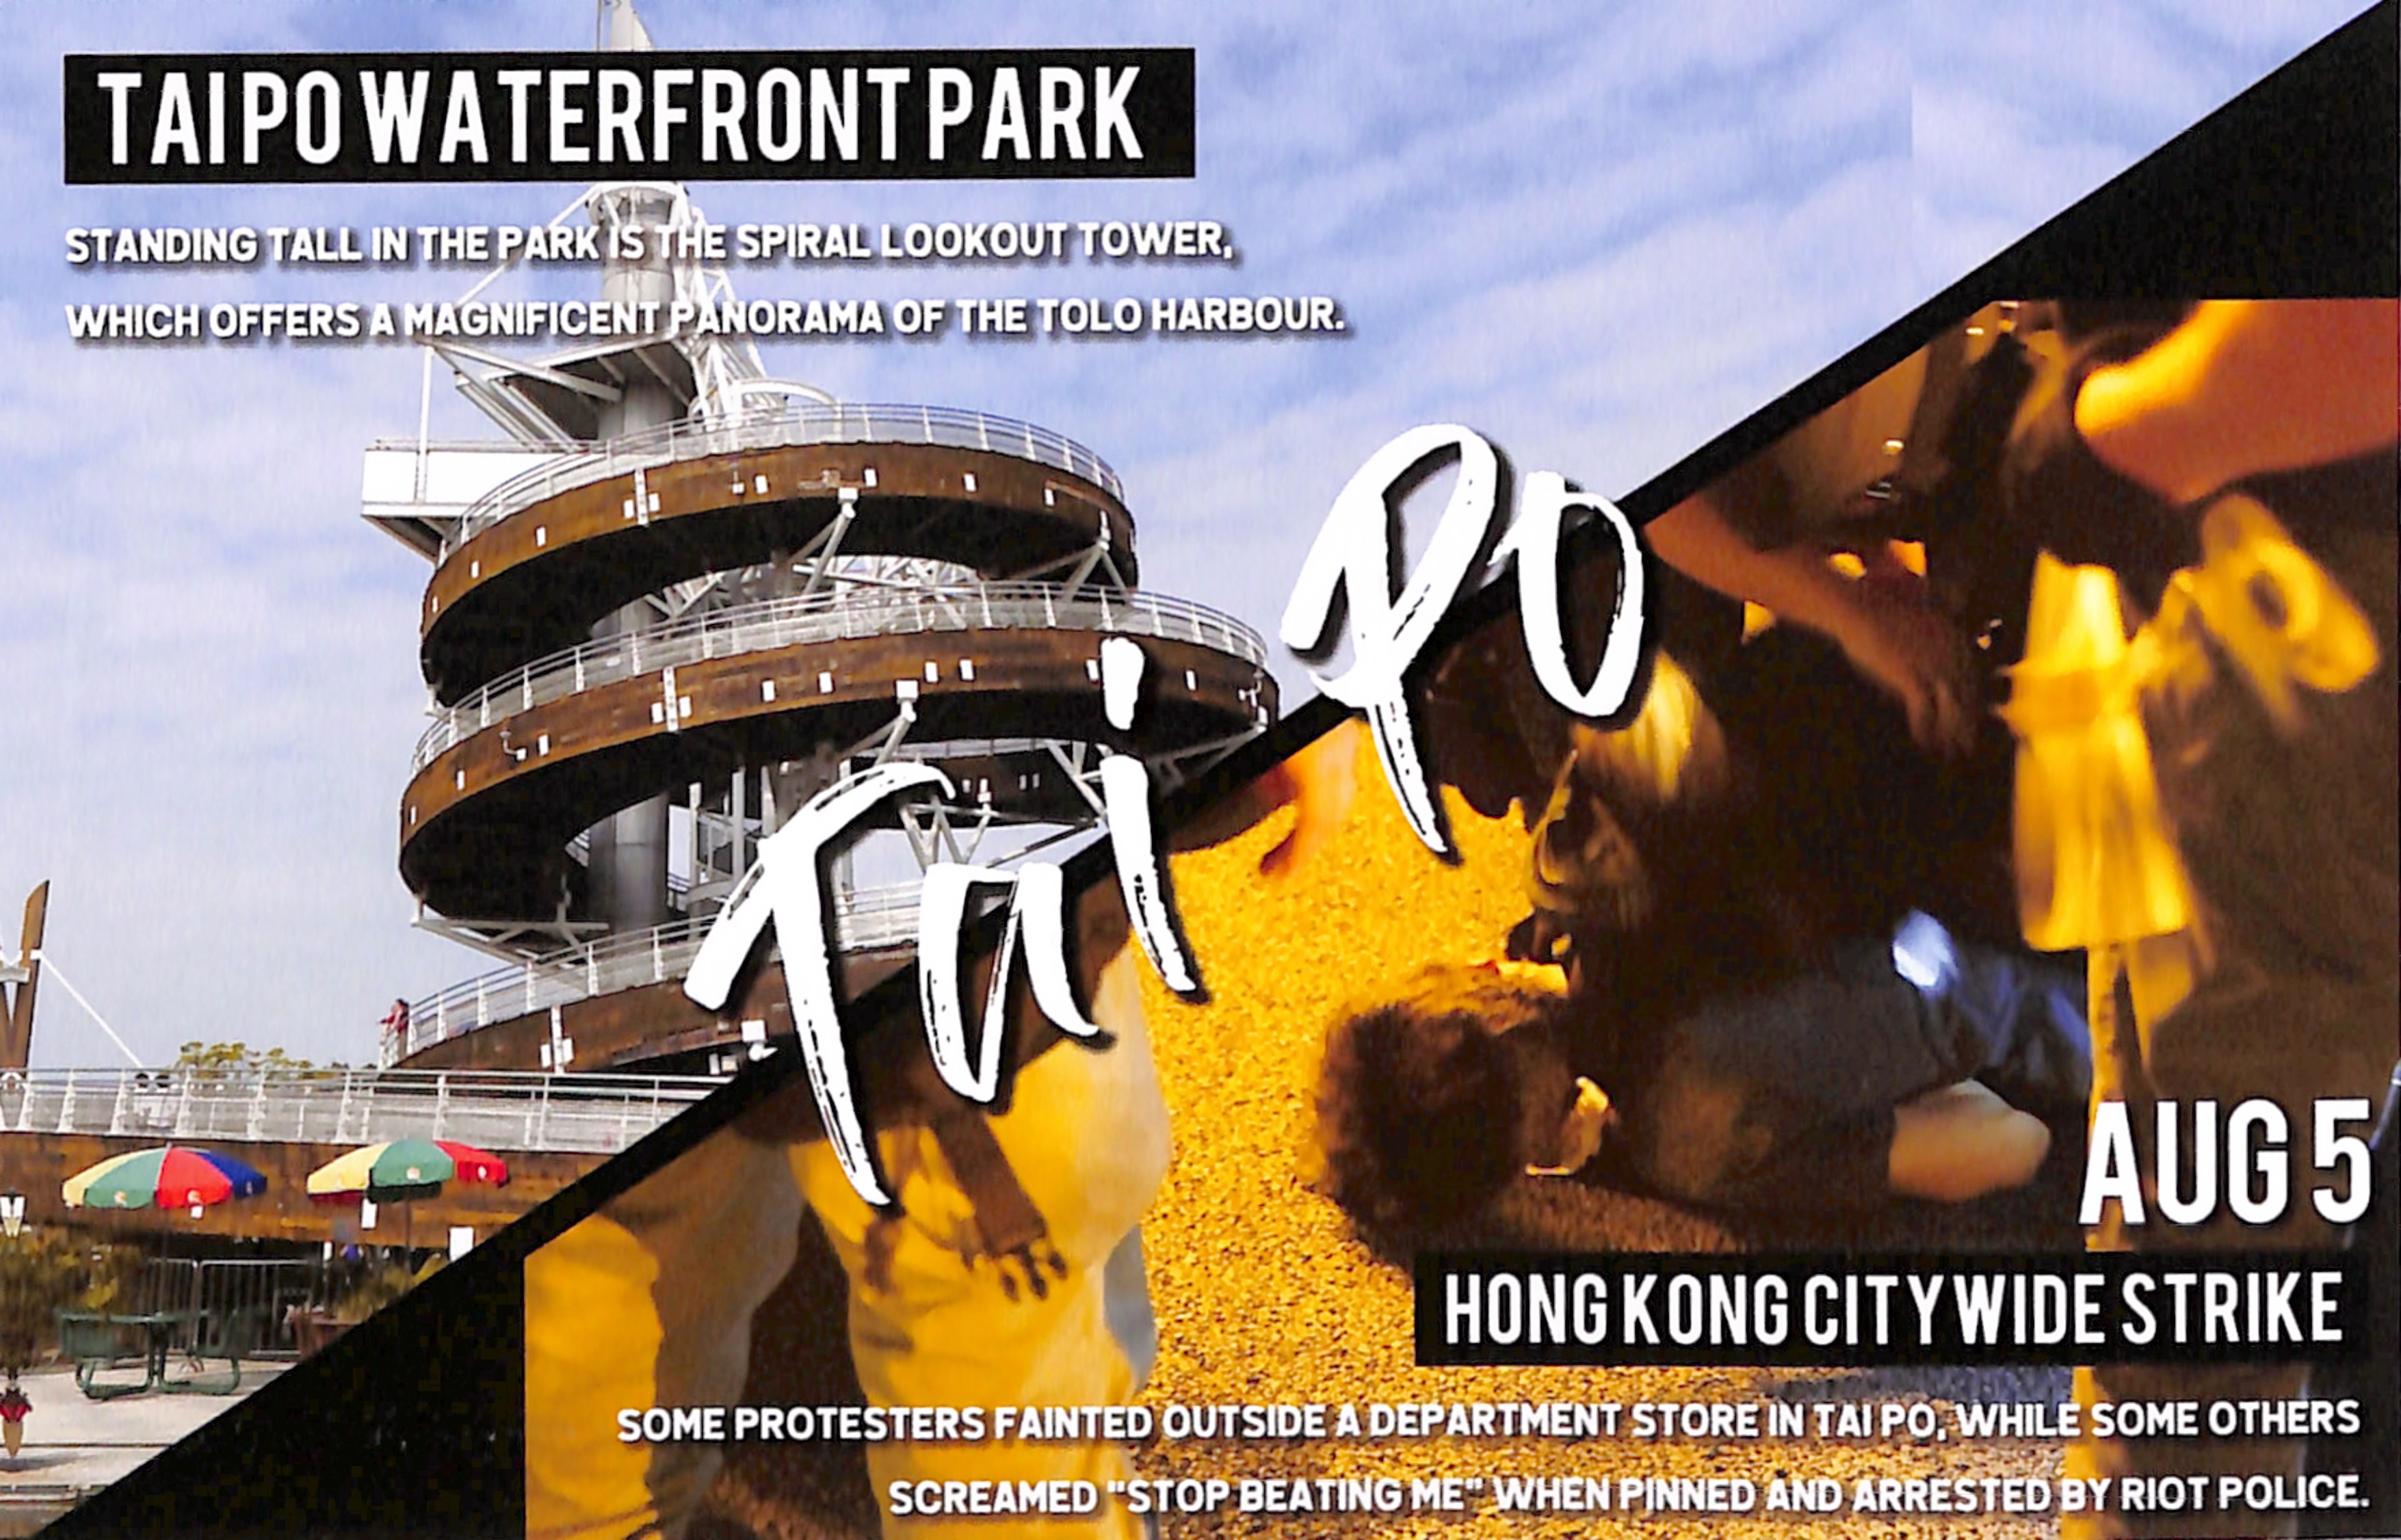 TAI PO WATERFRONT PARK
STANDING TALL IN THE PARK IS THE SPIRAL LOOKOUT TOWER,
WHICH OFFERS A MAGNIFICENT PANORAMA OF THE TOLO HARBOUR.
Tai Po
AUG 5
HONG KONG CITYWIDE STRIKE
SOME PROTESTERS FAINTED OUTSIDE A DEPARTMENT STORE IN TAI PO, WHILE SOME OTHERS
SCREAMED "STOP BEATING ME" WHEN PINNED AND ARRESTED BY RIOT POLICE.